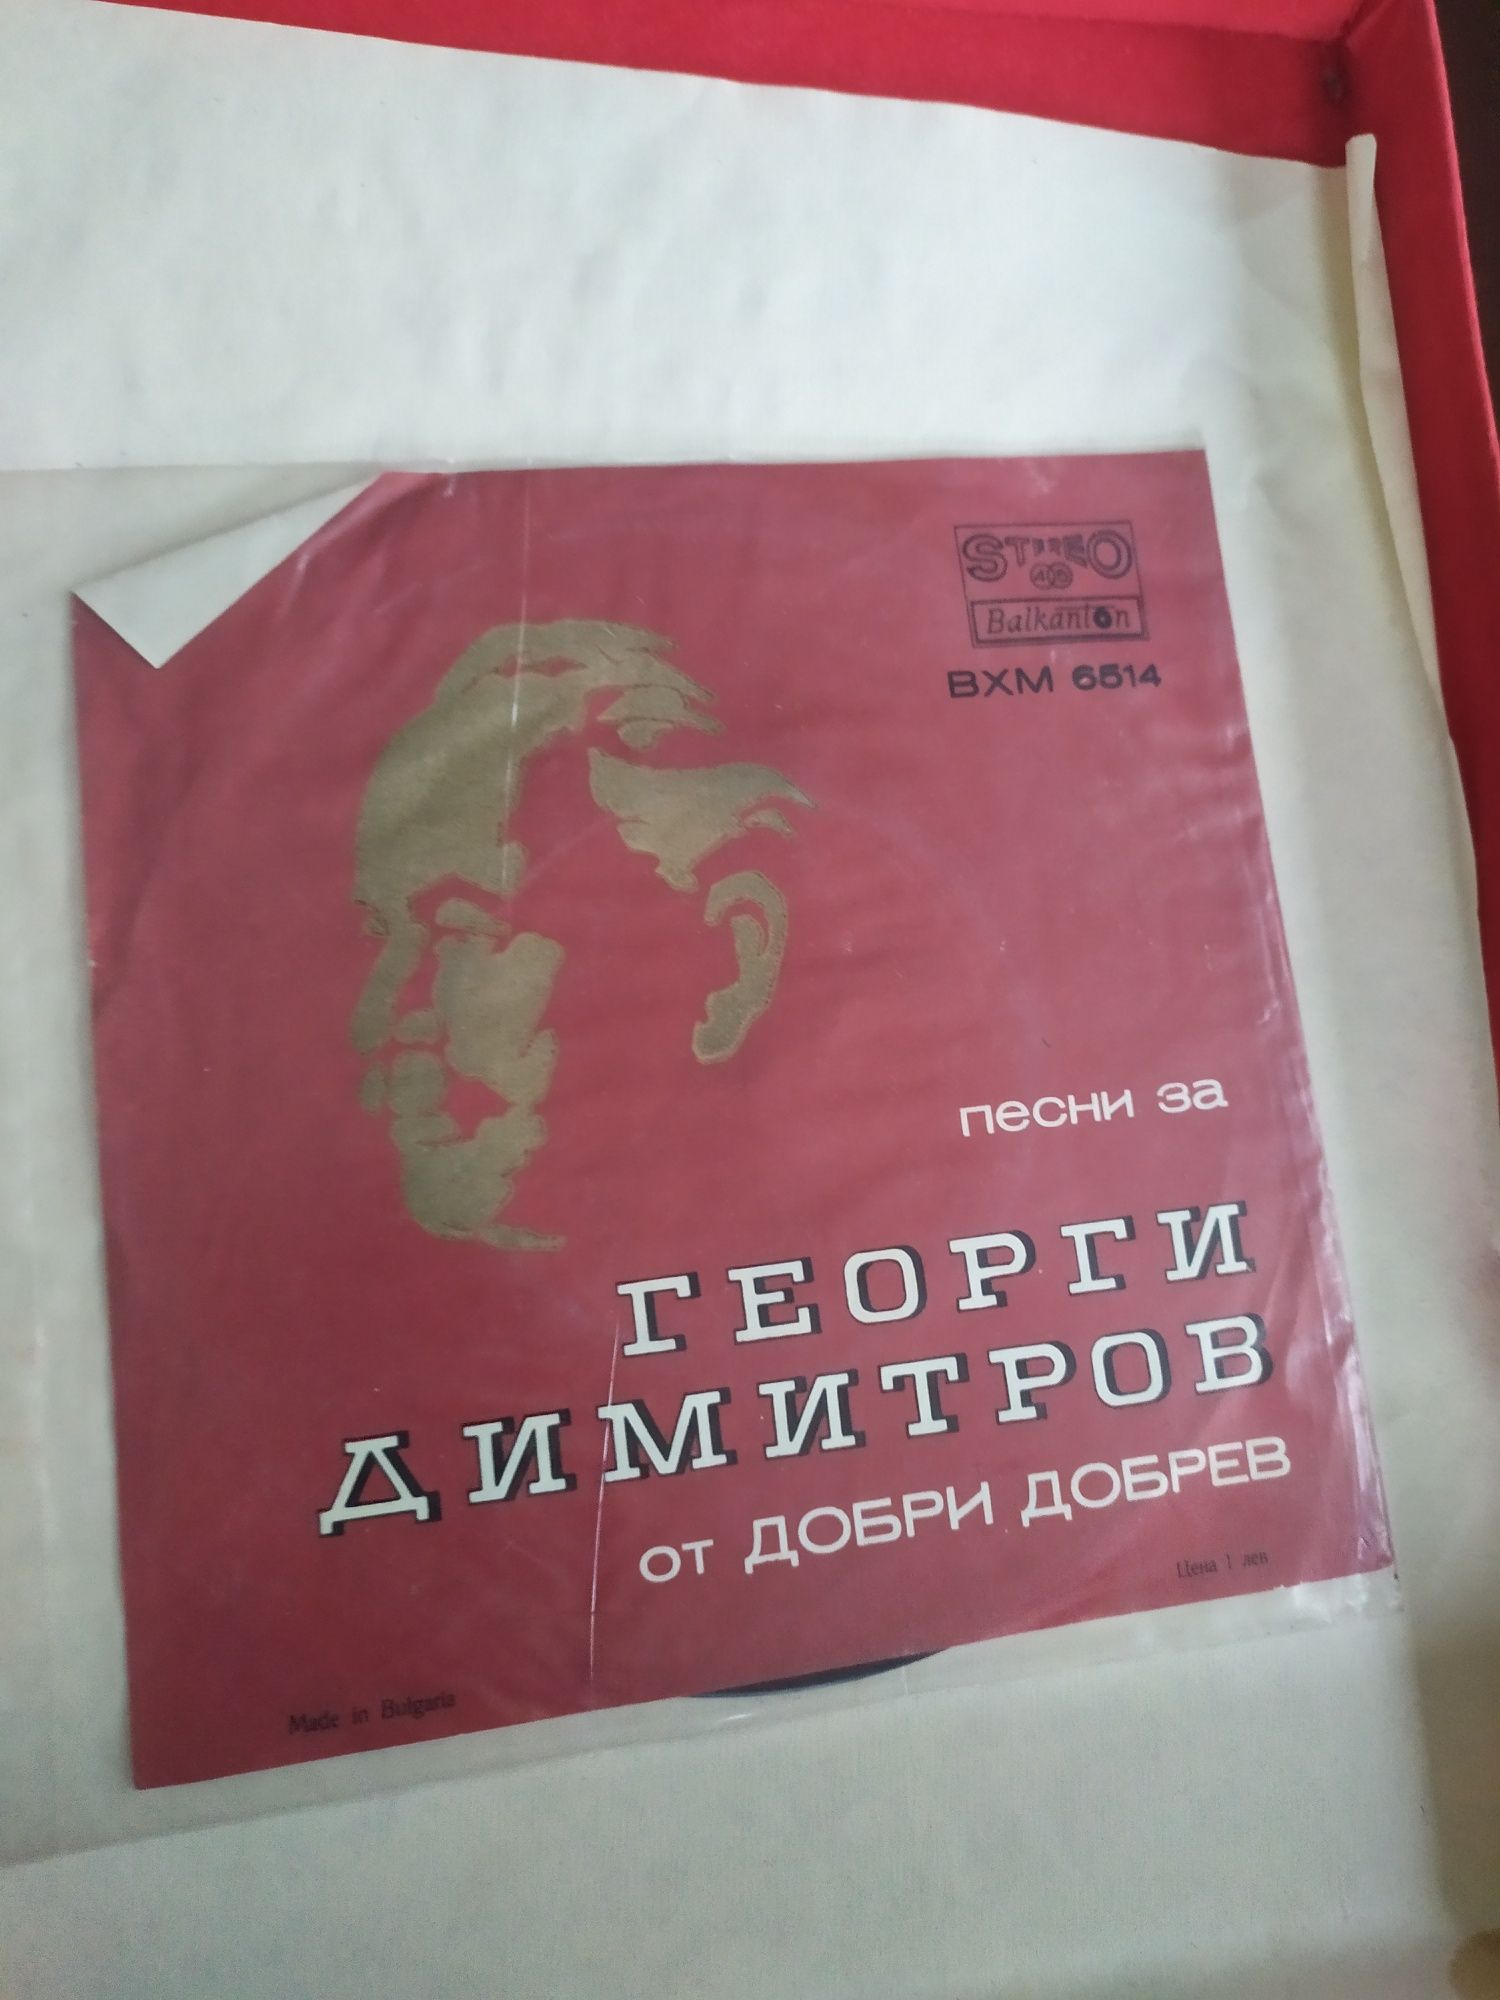 STEREO
Balkanton
ВХМ 6514
песни за
ГЕОРГИ
ДИМИТРОВ
от ДОБРИ ДОБРЕВ
Цена 1 лев
Made in Bulgaria